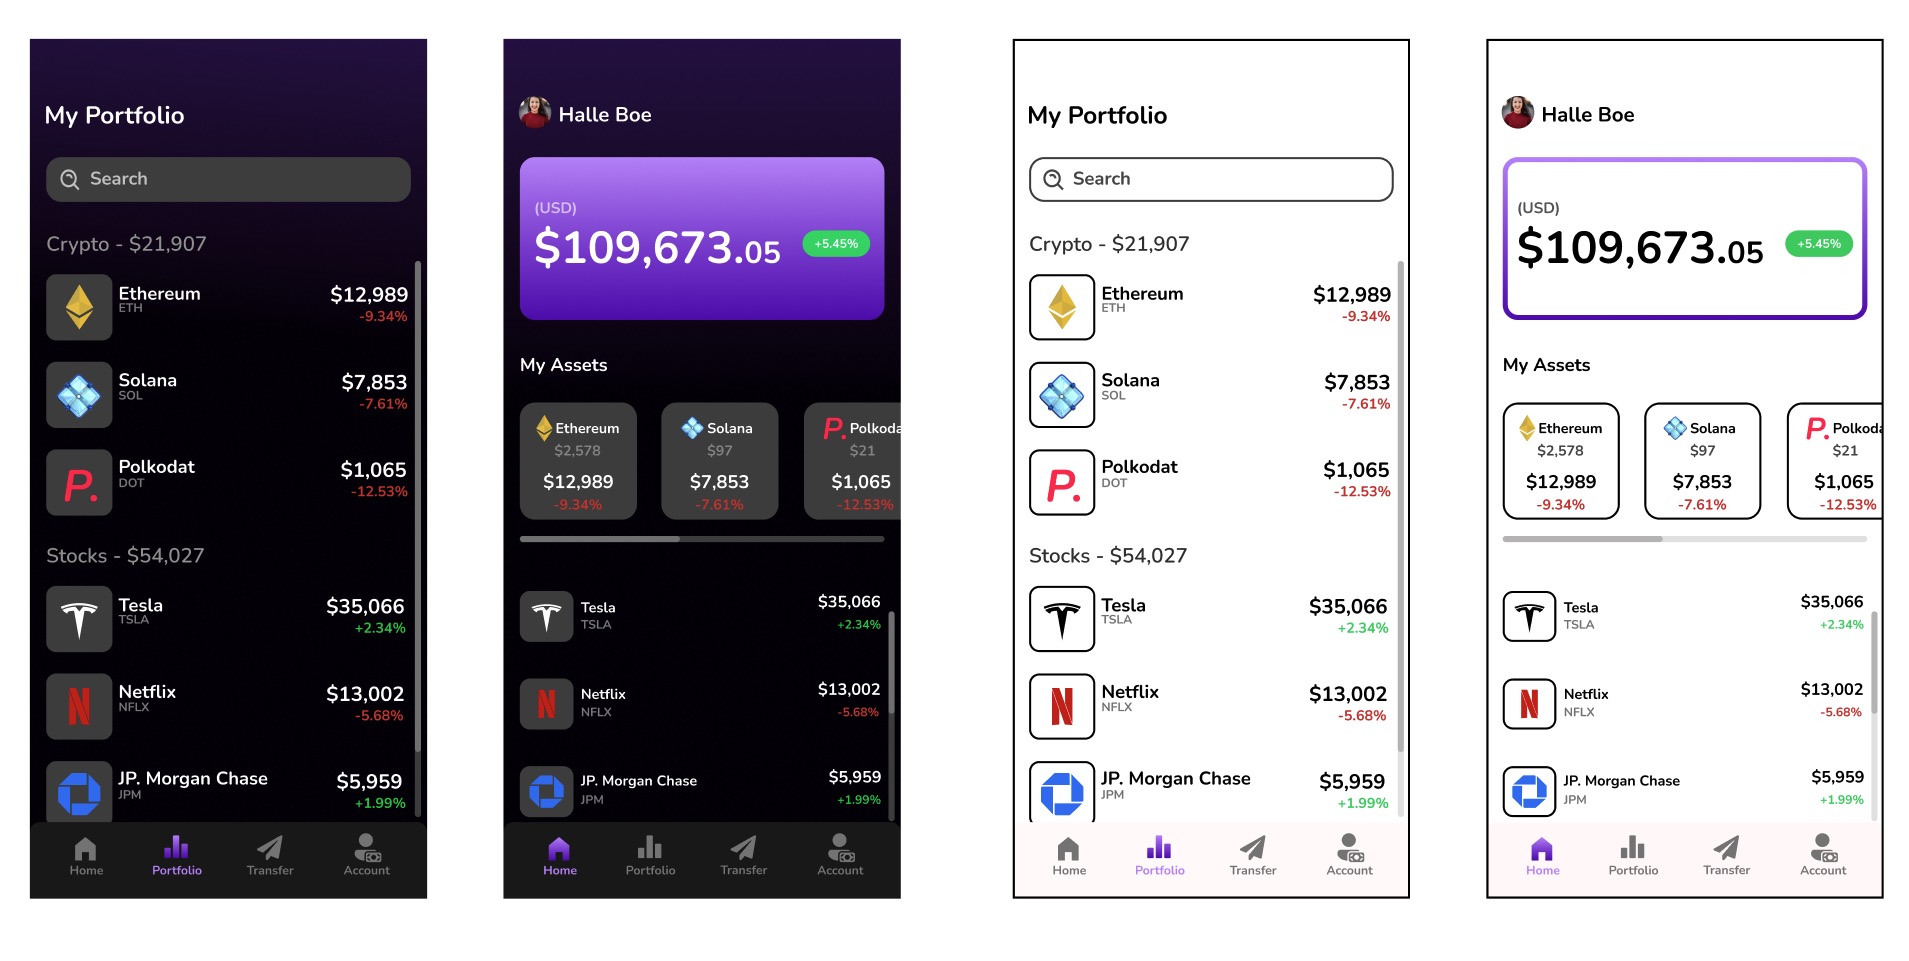 My Portfolio
Search
Crypto - $21,907
Ethereum $12,989
ETH -9.34%
Solana $7,853
SOL -7.61%
P. Polkodat $1,065
DOT -12.53%
Stocks - $54,027
Tesla $35,066
TSLA +2.34%
N Netflix $13,002
NFLX -5.68%
JP. Morgan Chase $5,959
JPM +1.99%
Home Portfolio Transfer Account
Halle Boe
(USD)
$109,673.05 +5.45%
My Assets
Ethereum Solana P. Polkoda
$2,578 $97 $21
$12,989 $7,853 $1,065
-9.34% -7.61% -12.53%
Tesla $35,066
TSLA +2.34%
N Netflix $13,002
NFLX -5.68%
JP. Morgan Chase $5,959
JPM +1.99%
Home Portfolio Transfer Account
My Portfolio
Search
Crypto - $21,907
Ethereum $12,989
ETH -9.34%
Solana $7,853
SOL -7.61%
P. Polkodat $1,065
DOT -12.53%
Stocks - $54,027
Tesla $35,066
TSLA +2.34%
N Netflix $13,002
NFLX -5.68%
JP. Morgan Chase $5,959
JPM +1.99%
Home Portfolio Transfer Account
Halle Boe
(USD)
$109,673.05 +5.45%
My Assets
Ethereum Solana P. Polkoda
$2,578 $97 $21
$12,989 $7,853 $1,065
-9.34% -7.61% -12.53%
Tesla $35,066
TSLA +2.34%
N Netflix $13,002
NFLX -5.68%
JP. Morgan Chase $5,959
JPM +1.99%
Home Portfolio Transfer Account